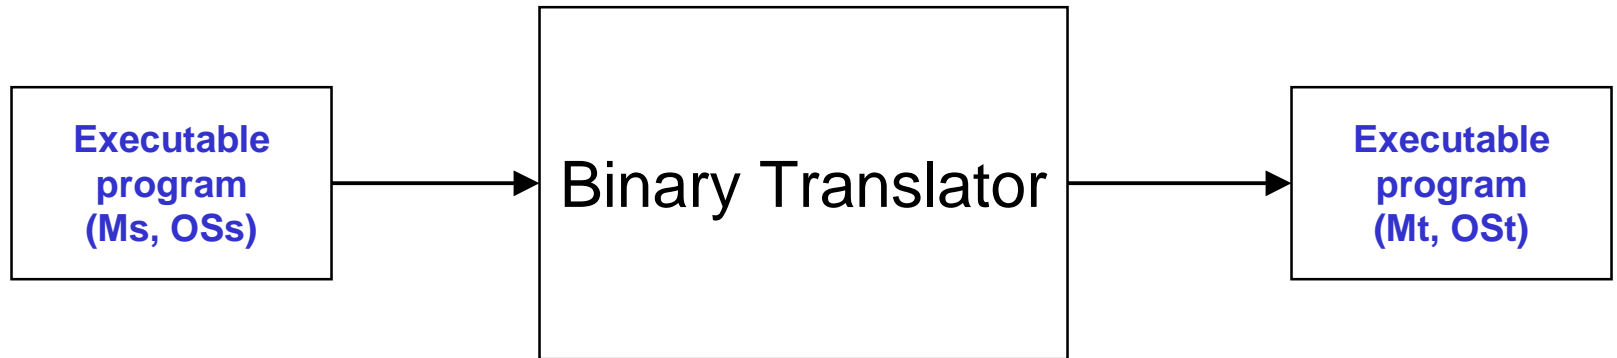 Executable
program
(Ms, OSs)
Binary Translator
Executable
program
(Mt, OSt)